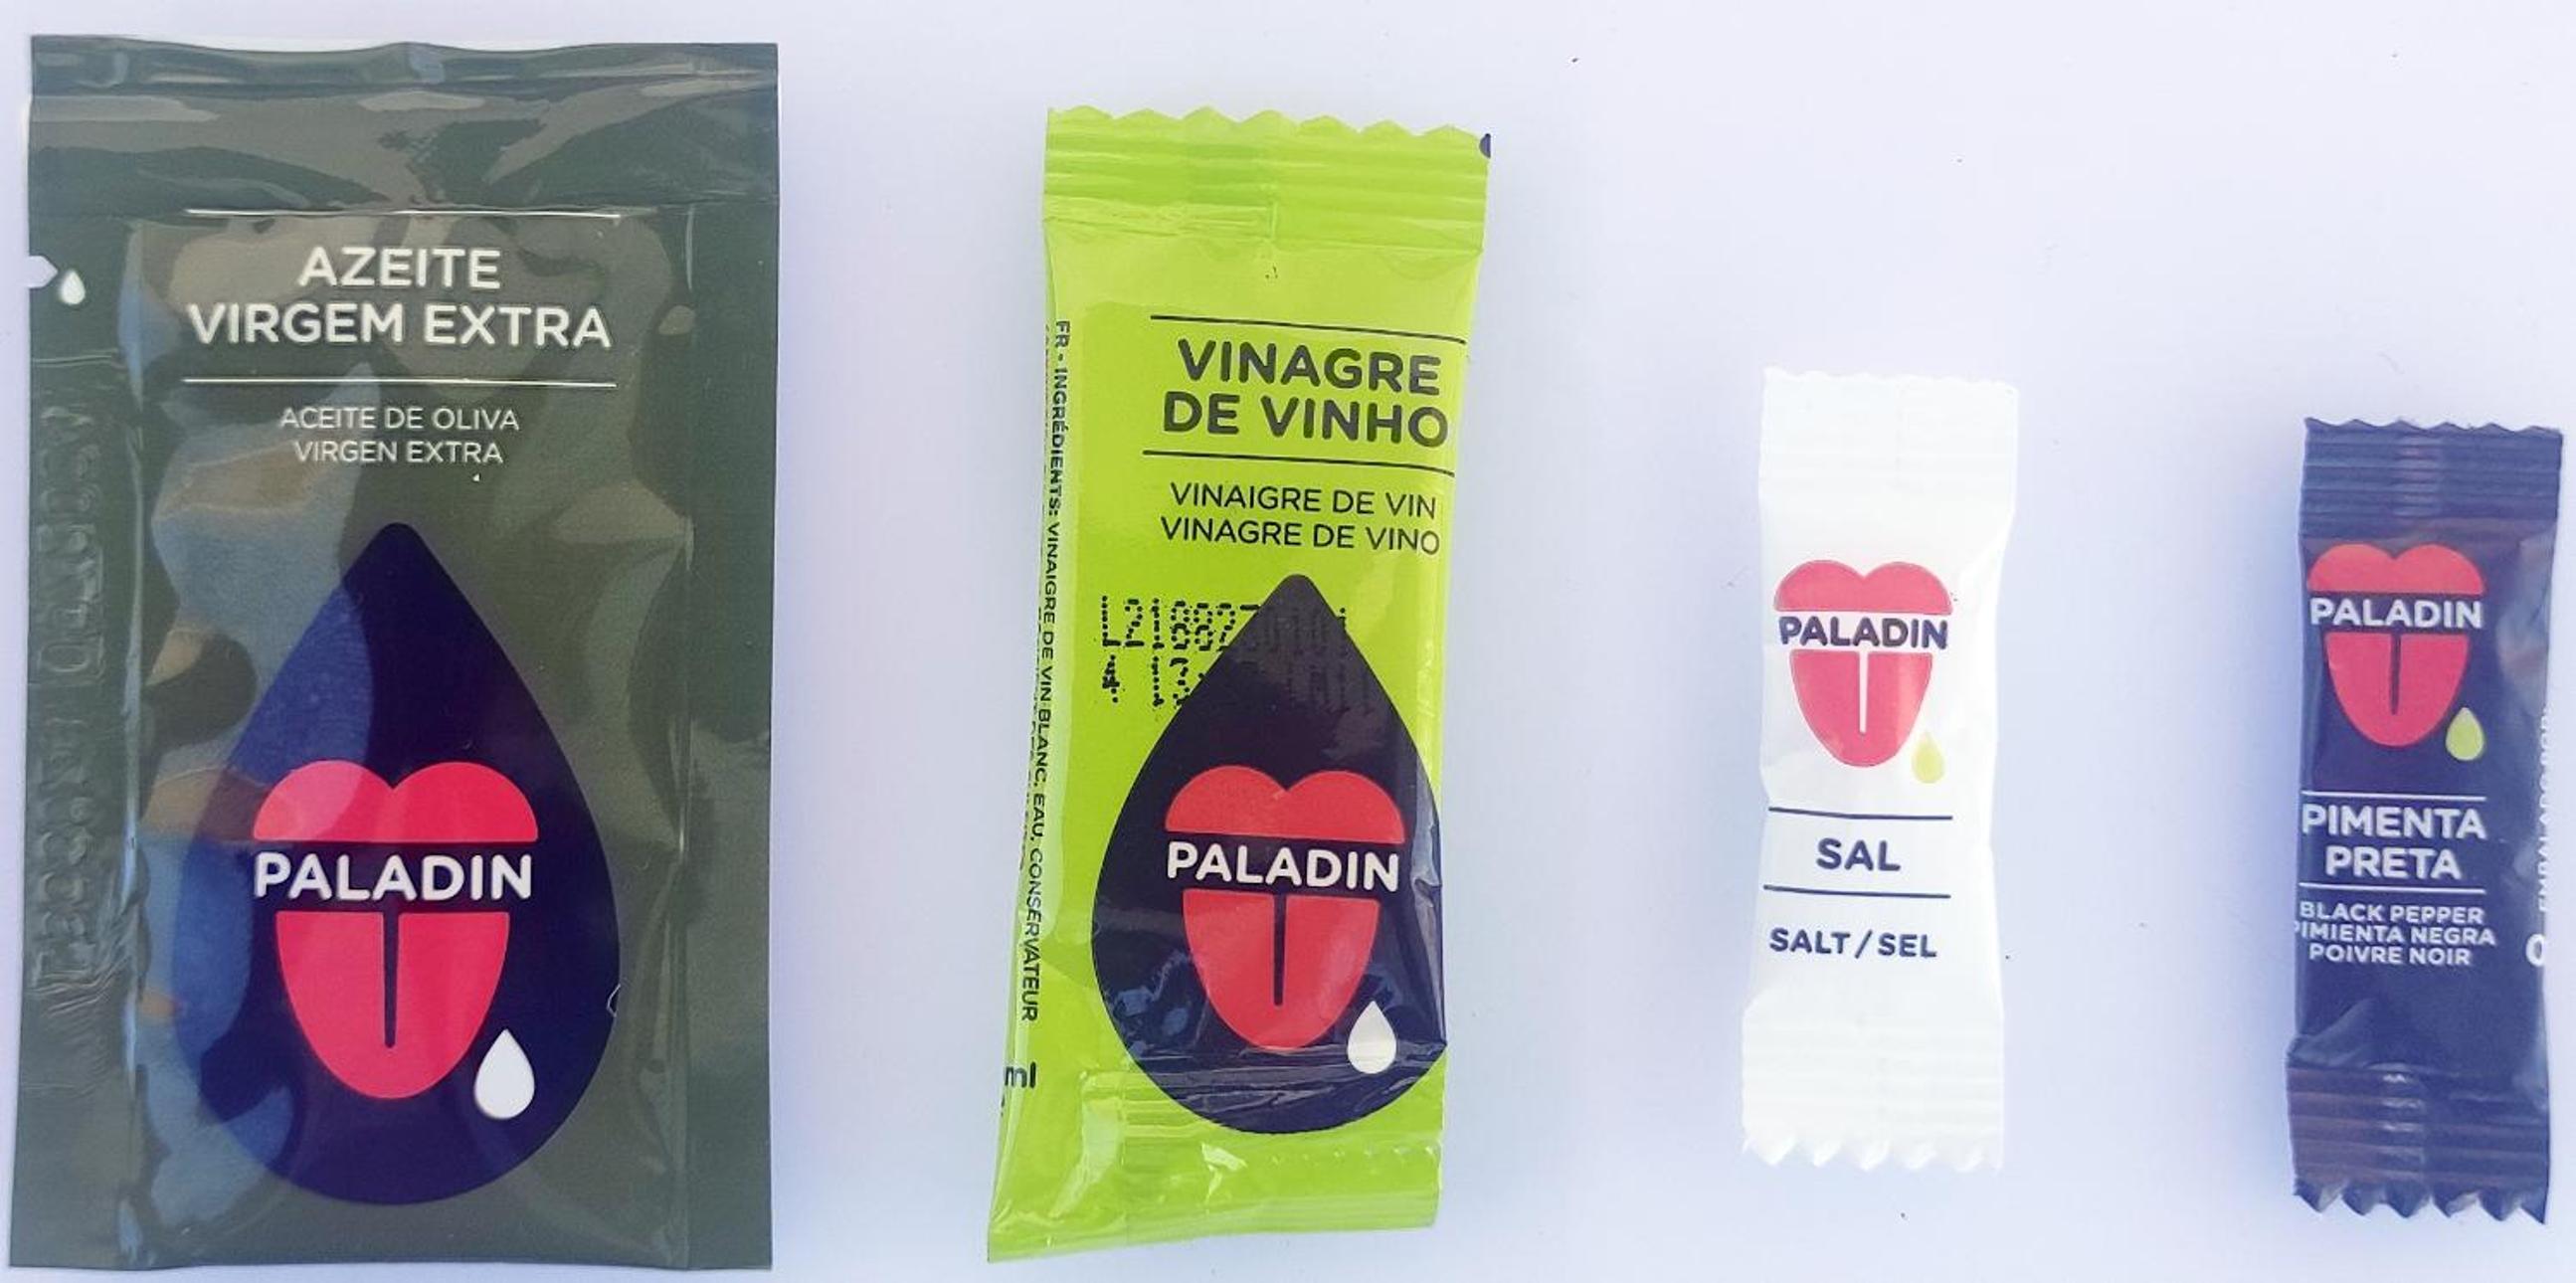 AZEITE
VIRGEM EXTRA
ACEITE DE OLIVA
VIRGEN EXTRA
PALADIN
FR - INGRÉDIENTS: VINAIGRE DE VIN BLANC, EAU, CONSERVATEUR
ml
VINAGRE
DE VINHO
VINAIGRE DE VIN
VINAGRE DE VINO
PALADIN
PALADIN
SAL
SALT / SEL
PALADIN
PIMENTA
PRETA
BLACK PEPPER
PIMIENTA NEGRA
POIVRE NOIR
0